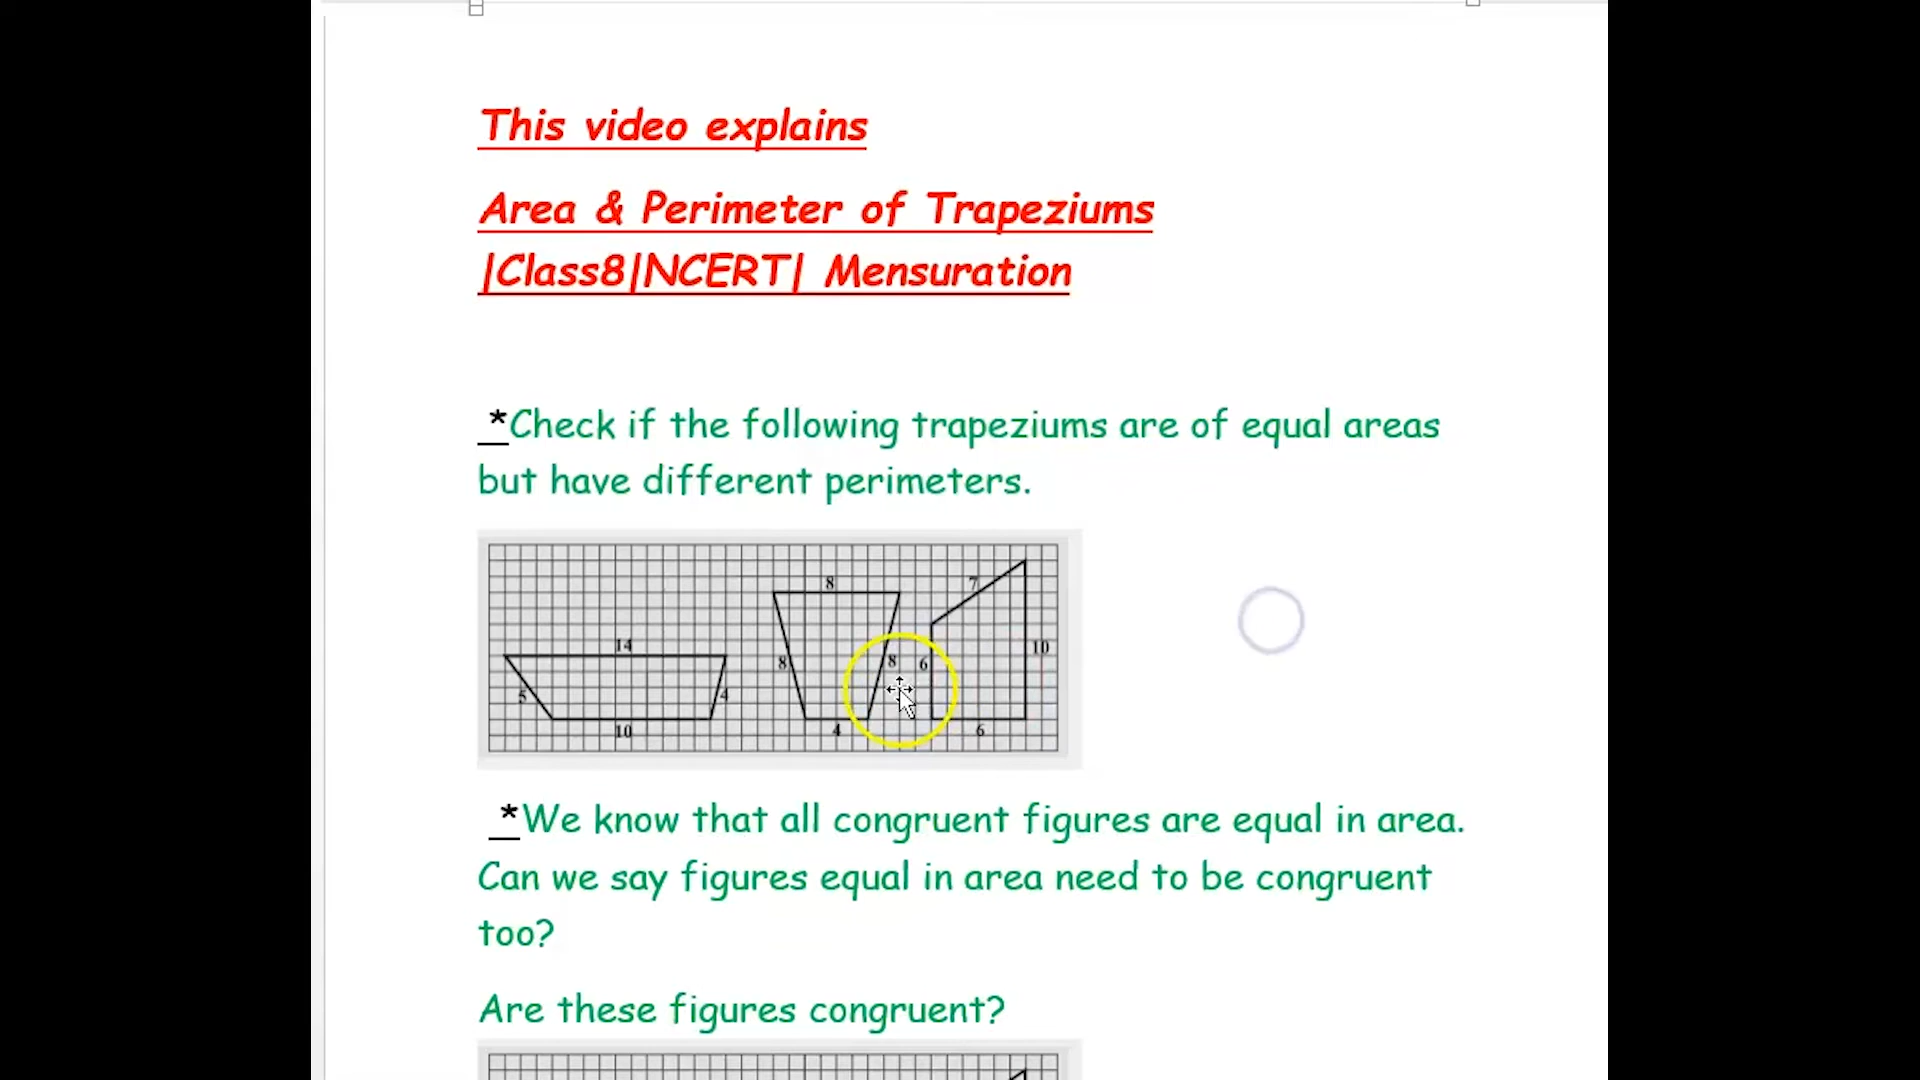 This video explains
Area & Perimeter of Trapeziums
|Class8|NCERT| Mensuration
*Check if the following trapeziums are of equal areas
but have different perimeters.
14
5
4
10
8
8
8
4
7
6
10
6
*We know that all congruent figures are equal in area.
Can we say figures equal in area need to be congruent
too?
Are these figures congruent?